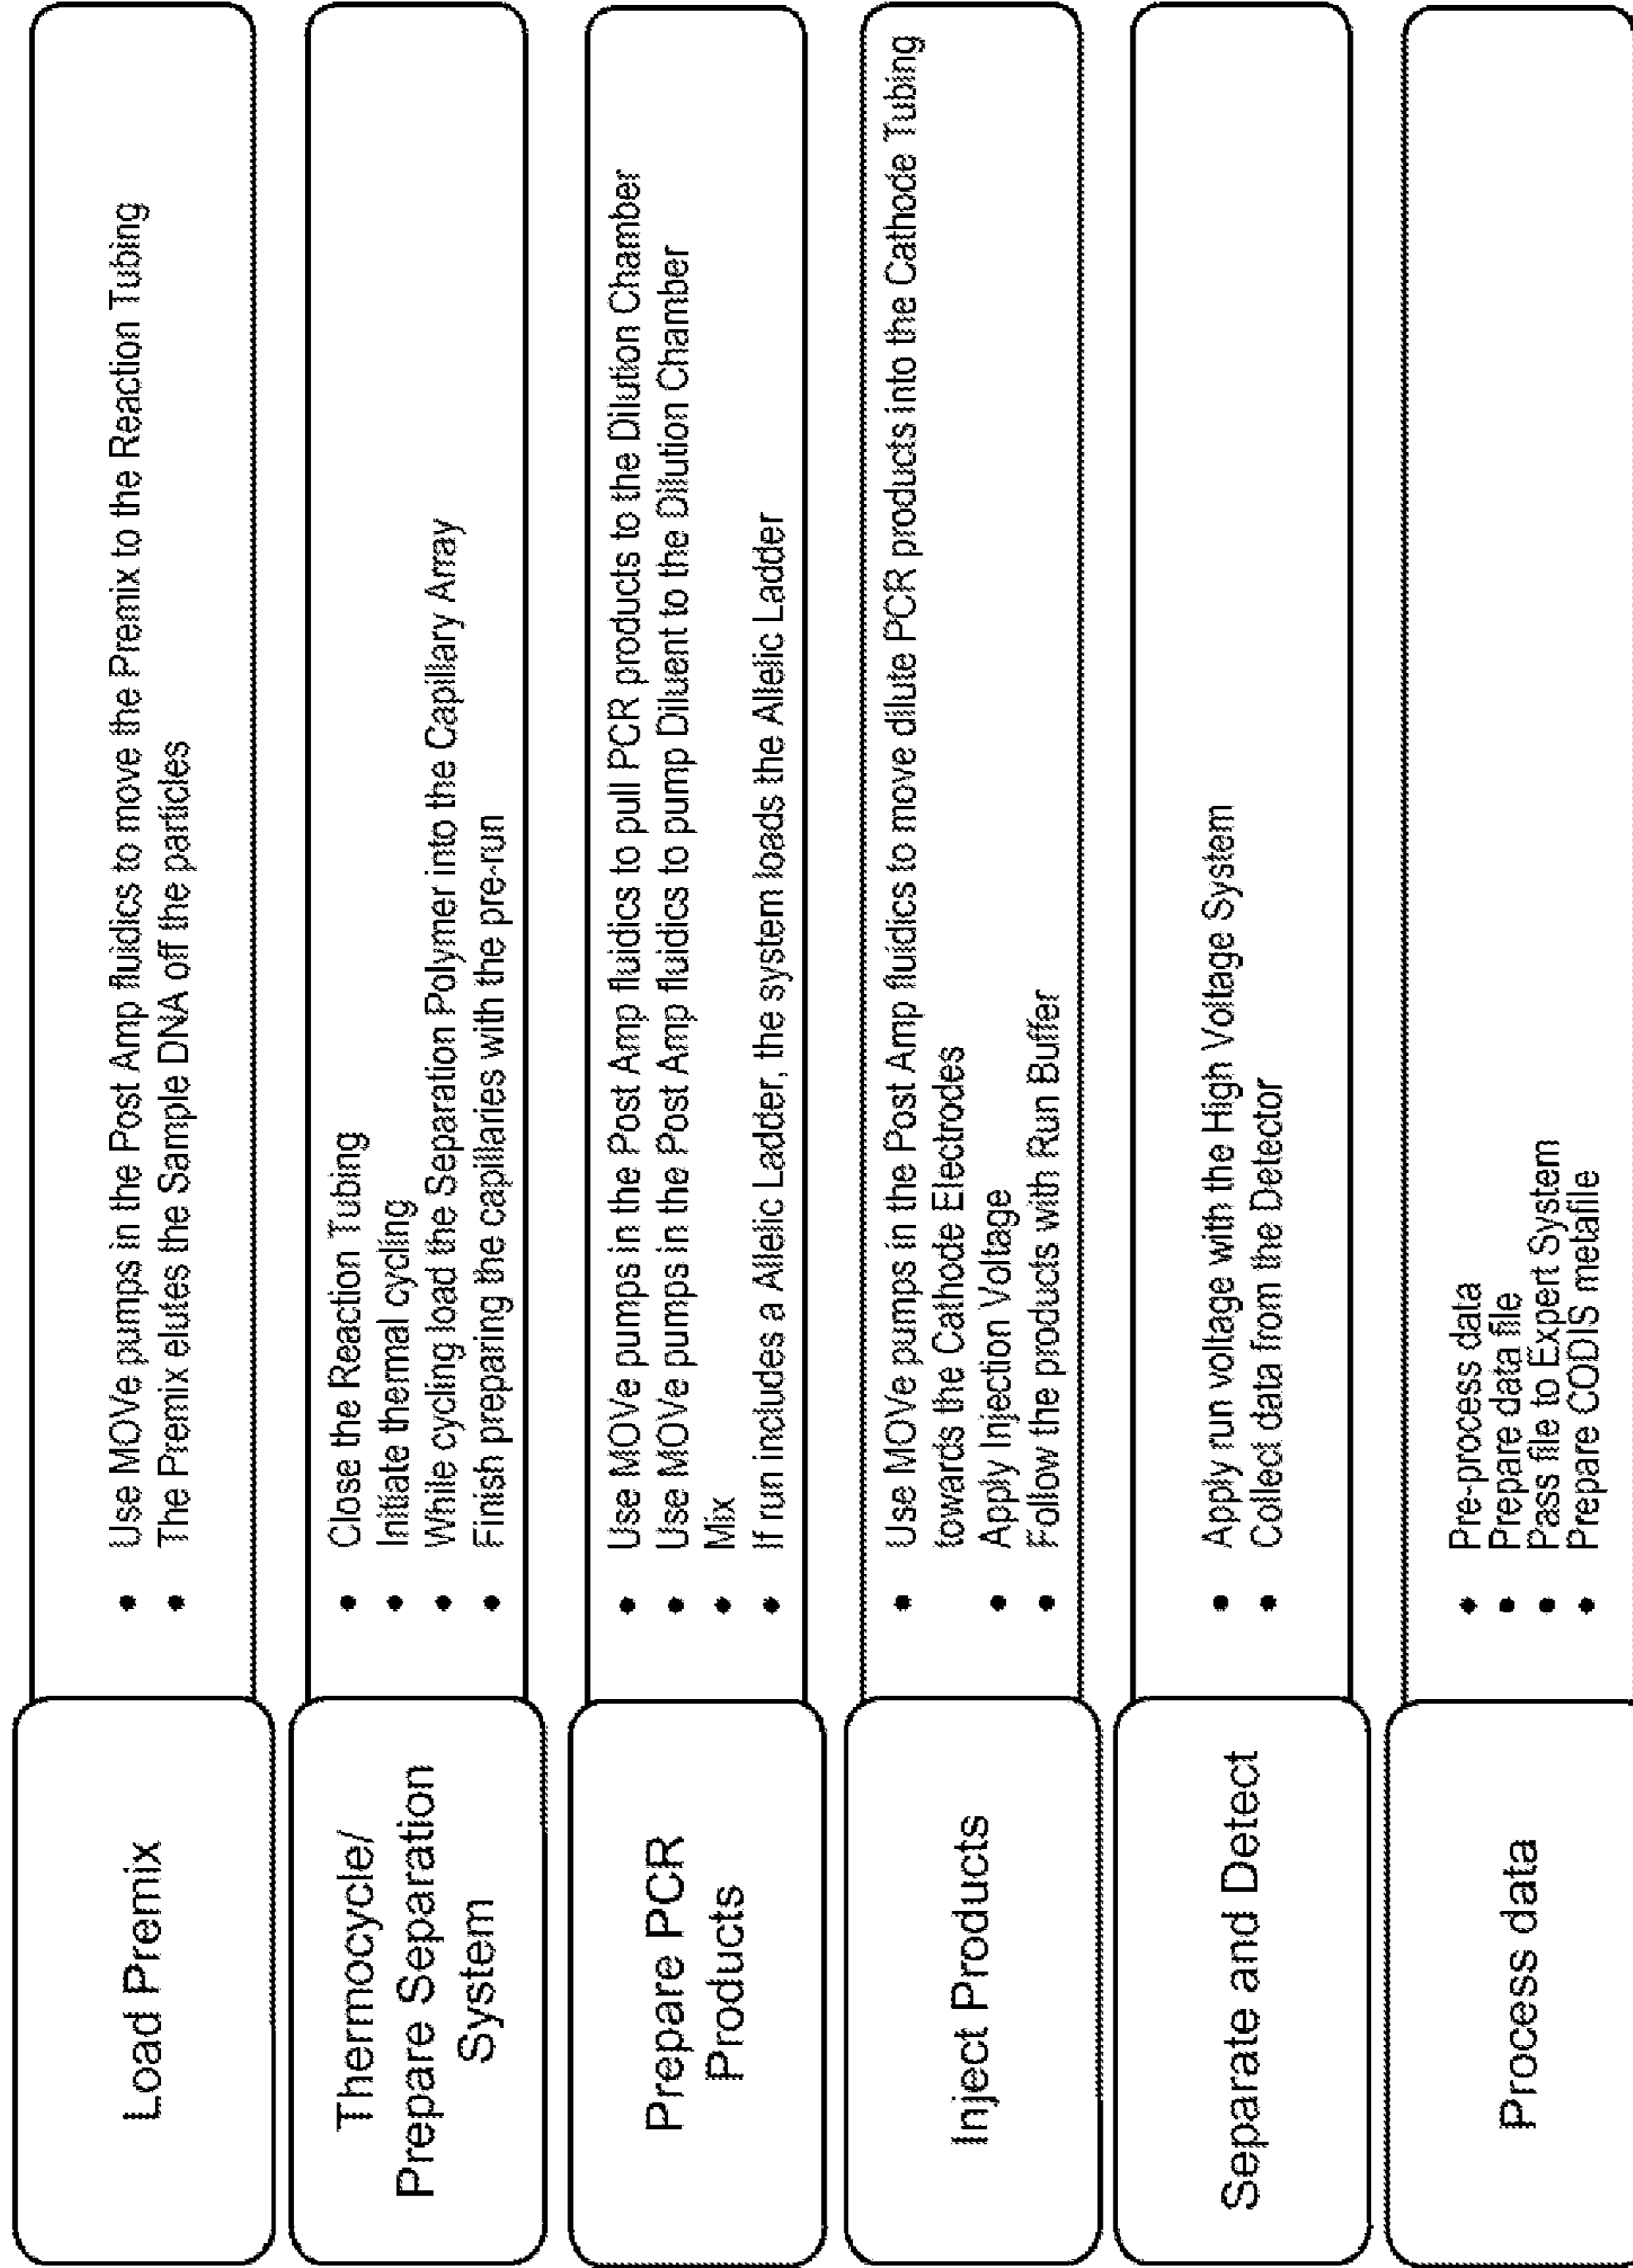 Load Premix
• Use MOVe pumps in the Post Amp fluidics to move the Premix to the Reaction Tubing
• The Premix elutes the Sample DNA off the particles
Thermocycle/
Prepare Separation
System
• Close the Reaction Tubing
• Initiate thermal cycling
• While cycling load the Separation Polymer into the Capillary Array
• Finish preparing the capillaries with the pre-run
Prepare PCR
Products
• Use MOVe pumps in the Post Amp fluidics to pull PCR products to the Dilution Chamber
• Use MOVe pumps in the Post Amp fluidics to pump Diluent to the Dilution Chamber
• Mix
• If run includes a Allelic Ladder, the system loads the Allelic Ladder
Inject Products
• Use MOVe pumps in the Post Amp fluidics to move dilute PCR products into the Cathode Tubing
towards the Cathode Electrodes
• Apply Injection Voltage
• Follow the products with Run Buffer
Separate and Detect
• Apply run voltage with the High Voltage System
• Collect data from the Detector
Process data
• Pre-process data
• Prepare data file
• Pass file to Expert System
• Prepare CODIS metafile